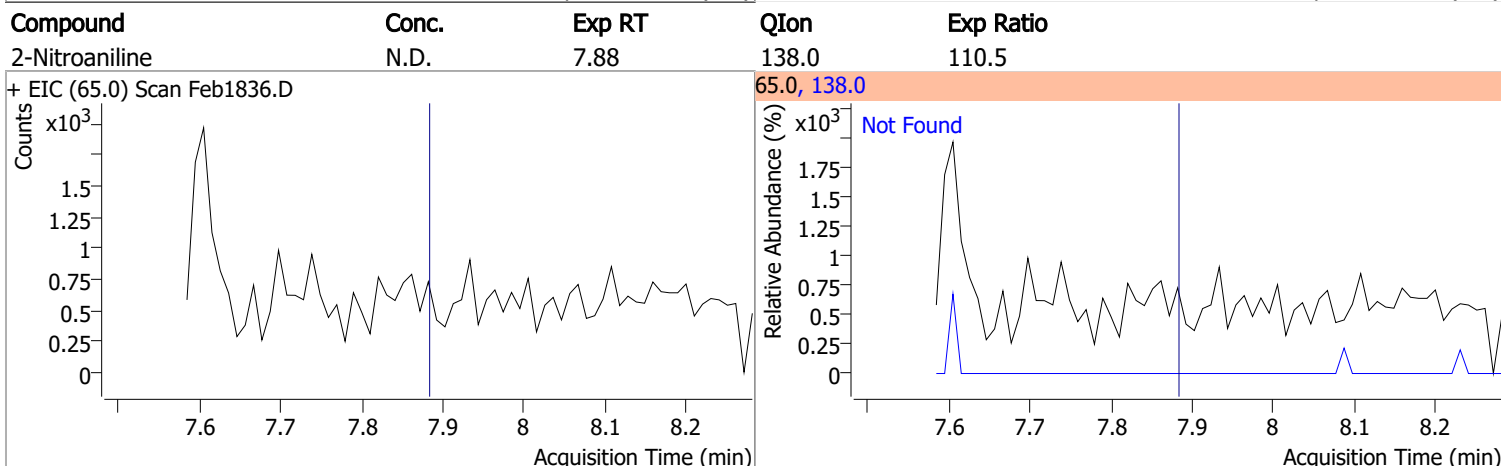 Compound Conc. Exp RT QIon Exp Ratio
2-Nitroaniline N.D. 7.88 138.0 110.5
+ EIC (65.0) Scan Feb1836.D
Counts
x10³
1.5
1.25
1
0.75
0.5
0.25
0
7.6 7.7 7.8 7.9 8 8.1 8.2
Acquisition Time (min)
65.0, 138.0
Relative Abundance (%)
x10³
Not Found
1.75
1.5
1.25
1
0.75
0.5
0.25
0
7.6 7.7 7.8 7.9 8 8.1 8.2
Acquisition Time (min)